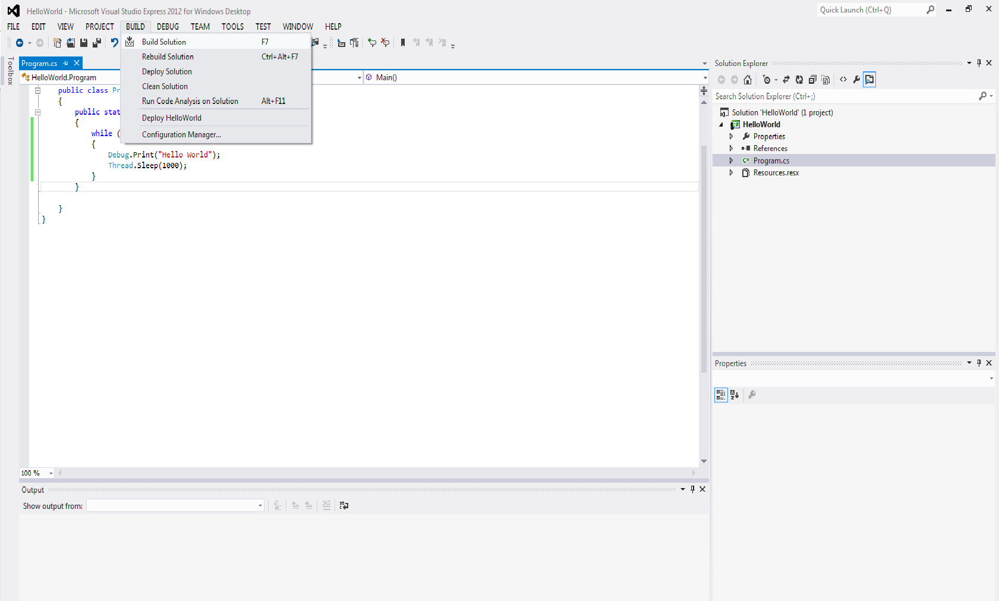 HelloWorld - Microsoft Visual Studio Express 2012 for Windows Desktop
Quick Launch (Ctrl+Q)
FILE EDIT VIEW PROJECT BUILD DEBUG TEAM TOOLS TEST WINDOW HELP
Build Solution F7
Rebuild Solution Ctrl+Alt+F7
Deploy Solution
Clean Solution
Run Code Analysis on Solution Alt+F11
Deploy HelloWorld
Configuration Manager...
Toolbox
Program.cs
HelloWorld.Program
Main()
public class Pr
{
public stat
{
while (
{
Debug.Print("Hello World");
Thread.Sleep(1000);
}
}
}
}
100 %
Output
Show output from:
Solution Explorer
Search Solution Explorer (Ctrl+;)
Solution 'HelloWorld' (1 project)
HelloWorld
Properties
References
C# Program.cs
Resources.resx
Properties